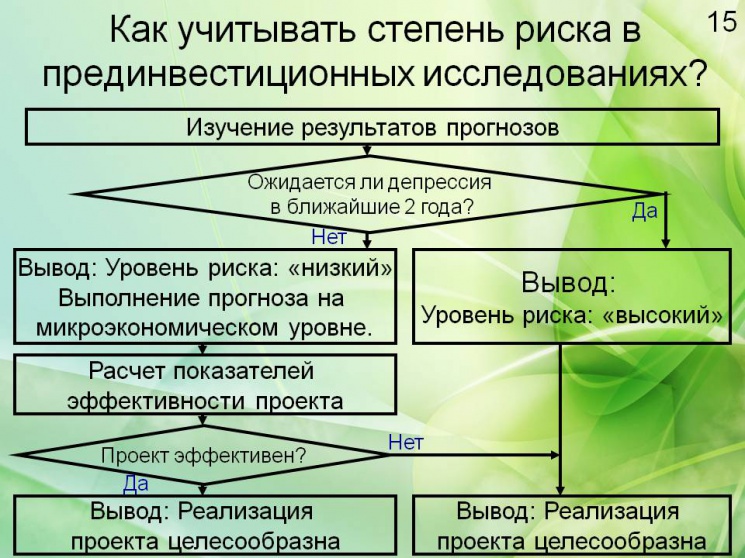 15
Как учитывать степень риска в
прединвестиционных исследованиях?
Изучение результатов прогнозов
Ожидается ли депрессия
в ближайшие 2 года?
Да
Нет
Вывод: Уровень риска: «низкий»
Выполнение прогноза на
микроэкономическом уровне.
Вывод:
Уровень риска: «высокий»
Расчет показателей
эффективности проекта
Проект эффективен?
Нет
Да
Вывод: Реализация
проекта целесообразна
Вывод: Реализация
проекта целесообразна